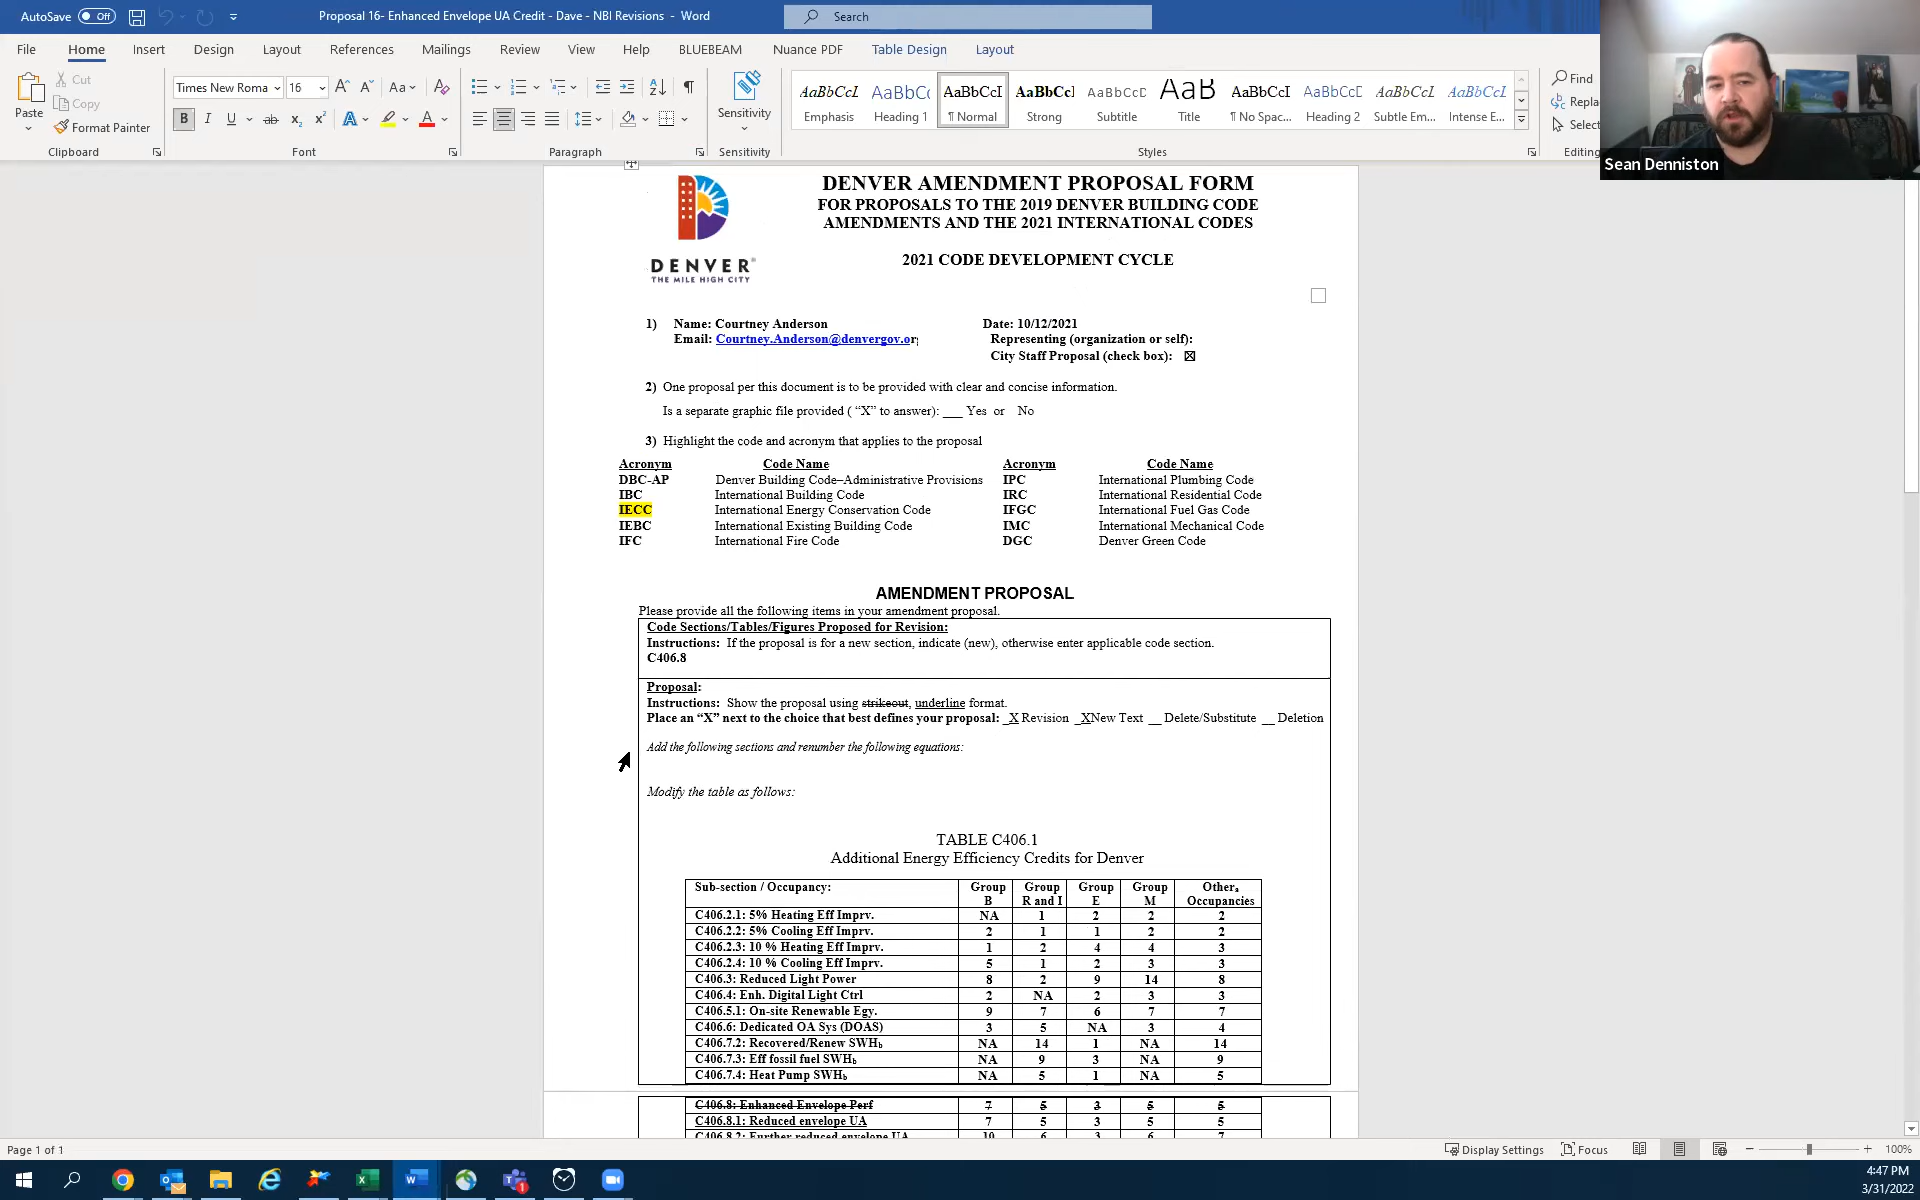 AutoSave Off
Proposal 16- Enhanced Envelope UA Credit - Dave - NBI Revisions - Word
Search
File Home Insert Design Layout References Mailings Review View Help BLUEBEAM Nuance PDF Table Design Layout
Paste
Cut
Copy
Format Painter
Clipboard
Times New Roma 16
Font
Paragraph
Sensitivity
Sensitivity
AaBbCcI Emphasis
AaBbC Heading 1
AaBbCcI ¶ Normal
AaBbCcI Strong
AaBbCcD Subtitle
AaB Title
AaBbCcI ¶ No Spac...
AaBbCcD Heading 2
AaBbCcI Subtle Em...
AaBbCcI Intense E...
Styles
Find
Repla
Select
Editing
Sean Denniston
DENVER
THE MILE HIGH CITY
DENVER AMENDMENT PROPOSAL FORM
FOR PROPOSALS TO THE 2019 DENVER BUILDING CODE
AMENDMENTS AND THE 2021 INTERNATIONAL CODES
2021 CODE DEVELOPMENT CYCLE
1) Name: Courtney Anderson Date: 10/12/2021
Email: Courtney.Anderson@denvergov.org Representing (organization or self):
City Staff Proposal (check box): ☒
2) One proposal per this document is to be provided with clear and concise information.
Is a separate graphic file provided ( “X” to answer): ___ Yes or No
3) Highlight the code and acronym that applies to the proposal
Acronym Code Name Acronym Code Name
DBC-AP Denver Building Code–Administrative Provisions IPC International Plumbing Code
IBC International Building Code IRC International Residential Code
IECC International Energy Conservation Code IFGC International Fuel Gas Code
IEBC International Existing Building Code IMC International Mechanical Code
IFC International Fire Code DGC Denver Green Code
AMENDMENT PROPOSAL
Please provide all the following items in your amendment proposal.
Code Sections/Tables/Figures Proposed for Revision:
Instructions: If the proposal is for a new section, indicate (new), otherwise enter applicable code section.
C406.8
Proposal:
Instructions: Show the proposal using strikeout, underline format.
Place an “X” next to the choice that best defines your proposal: _X Revision _XNew Text __ Delete/Substitute __ Deletion
Add the following sections and renumber the following equations:
Modify the table as follows:
TABLE C406.1
Additional Energy Efficiency Credits for Denver
Sub-section / Occupancy: Group B Group R and I Group E Group M Other a Occupancies
C406.2.1: 5% Heating Eff Imprv. NA 1 2 2 2
C406.2.2: 5% Cooling Eff Imprv. 2 1 1 2 2
C406.2.3: 10 % Heating Eff Imprv. 1 2 4 4 3
C406.2.4: 10 % Cooling Eff Imprv. 5 1 2 3 3
C406.3: Reduced Light Power 8 2 9 14 8
C406.4: Enh. Digital Light Ctrl 2 NA 2 3 3
C406.5.1: On-site Renewable Egy. 9 7 6 7 7
C406.6: Dedicated OA Sys (DOAS) 3 5 NA 3 4
C406.7.2: Recovered/Renew SWH b NA 14 1 NA 14
C406.7.3: Eff fossil fuel SWH b NA 9 3 NA 9
C406.7.4: Heat Pump SWH b NA 5 1 NA 5
C406.8: Enhanced Envelope Perf 7 5 3 5 5
C406.8.1: Reduced envelope UA 7 5 3 5 5
C406.8.2: Further reduced envelope UA 10 6 3 6 7
Page 1 of 1
Display Settings Focus 100%
4:47 PM
3/31/2022